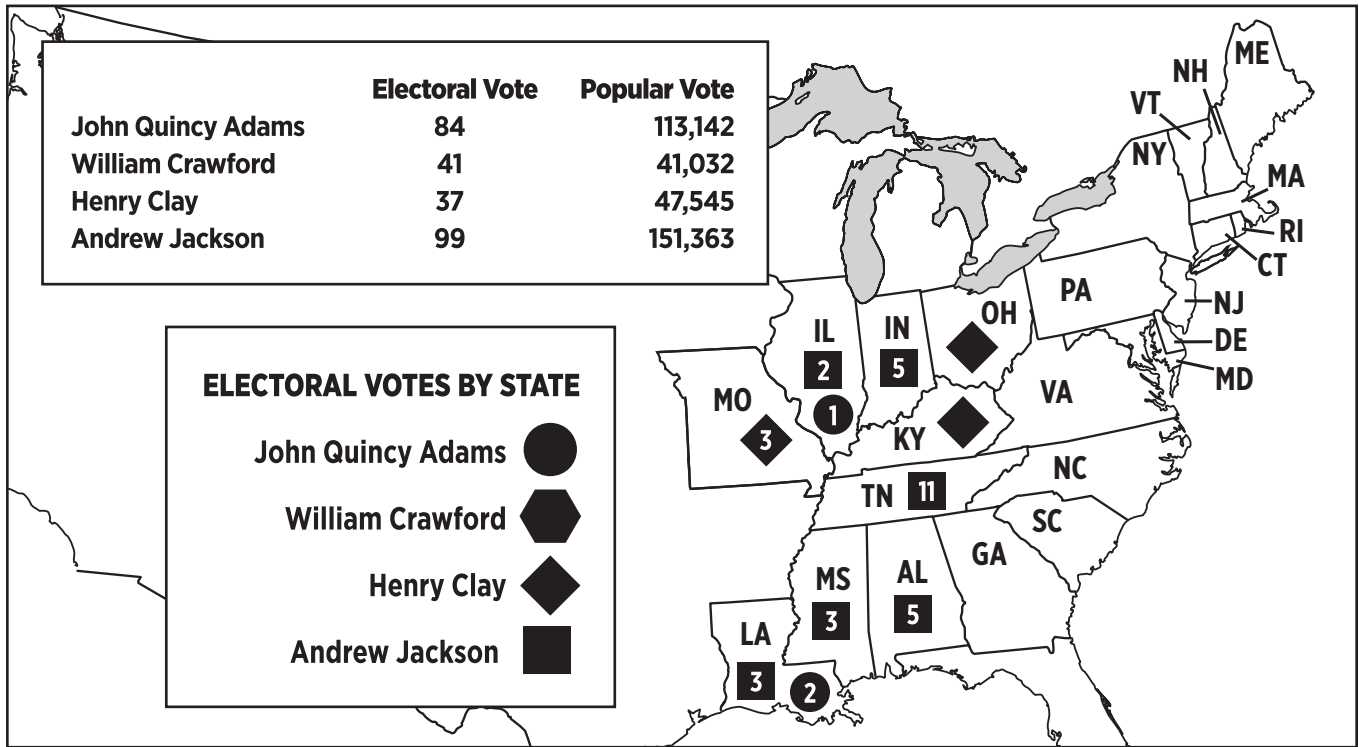 Electoral Vote Popular Vote
John Quincy Adams 84 113,142
William Crawford 41 41,032
Henry Clay 37 47,545
Andrew Jackson 99 151,363
ELECTORAL VOTES BY STATE
John Quincy Adams
William Crawford
Henry Clay
Andrew Jackson
ME
NH
VT
NY
MA
RI
CT
PA
NJ
OH
DE
MD
IL
2
1
IN
5
VA
MO
3
KY
NC
TN 11
SC
GA
MS
3
AL
5
LA
3
2